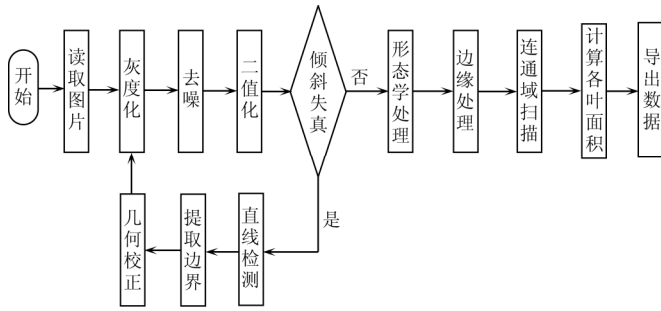 开始
读取图片
灰度化
去噪
二值化
倾斜失真
否
形态学处理
边缘处理
连通域扫描
计算各叶面积
导出数据
是
直线检测
提取边界
几何校正